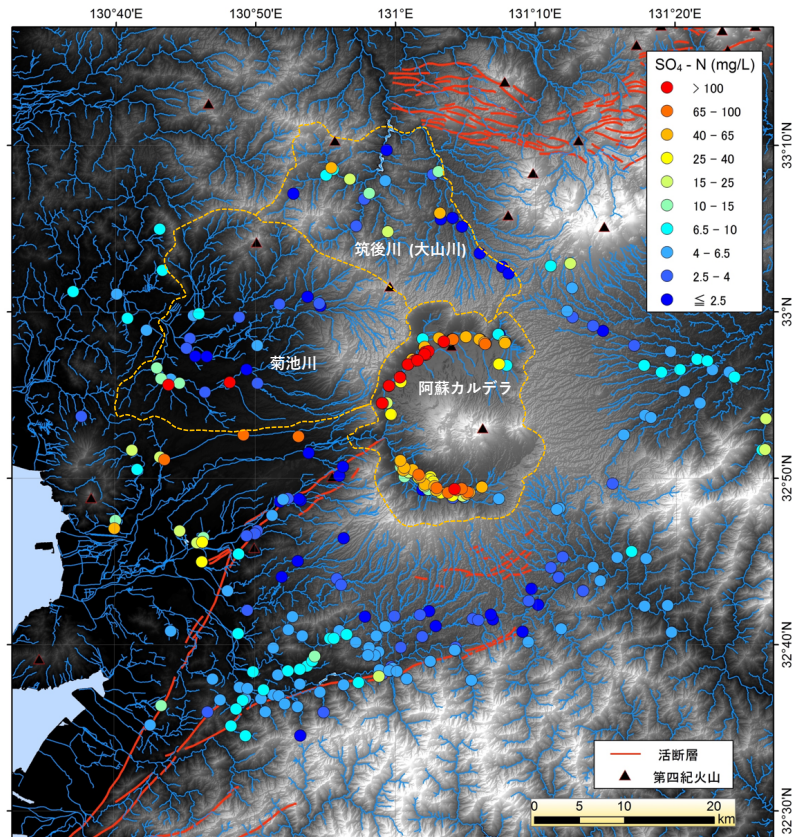 130°40'E
130°50'E
131°E
131°10'E
131°20'E
SO₄ - N (mg/L)
> 100
65 - 100
40 - 65
25 - 40
15 - 25
10 - 15
6.5 - 10
4 - 6.5
2.5 - 4
≦ 2.5
33°10'N
筑後川 (大山川)
33°N
菊池川
阿蘇カルデラ
32°50'N
32°40'N
活断層
第四紀火山
0 5 10 20
km
32°30'N